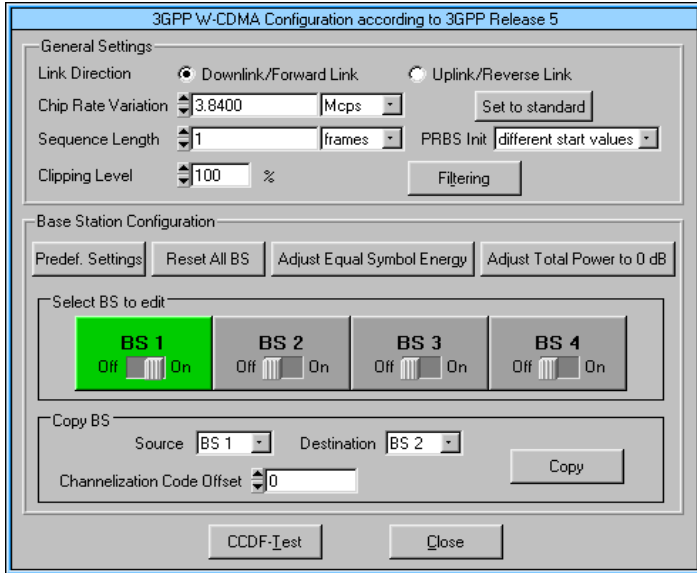 3GPP W-CDMA Configuration according to 3GPP Release 5
General Settings
Link Direction Downlink/Forward Link Uplink/Reverse Link
Chip Rate Variation 3.8400 Mcps Set to standard
Sequence Length 1 frames PRBS Init different start values
Clipping Level 100 % Filtering
Base Station Configuration
Predef. Settings Reset All BS Adjust Equal Symbol Energy Adjust Total Power to 0 dB
Select BS to edit
BS 1 BS 2 BS 3 BS 4
Off On Off On Off On Off On
Copy BS
Source BS 1 Destination BS 2
Channelization Code Offset 0 Copy
CCDF-Test Close